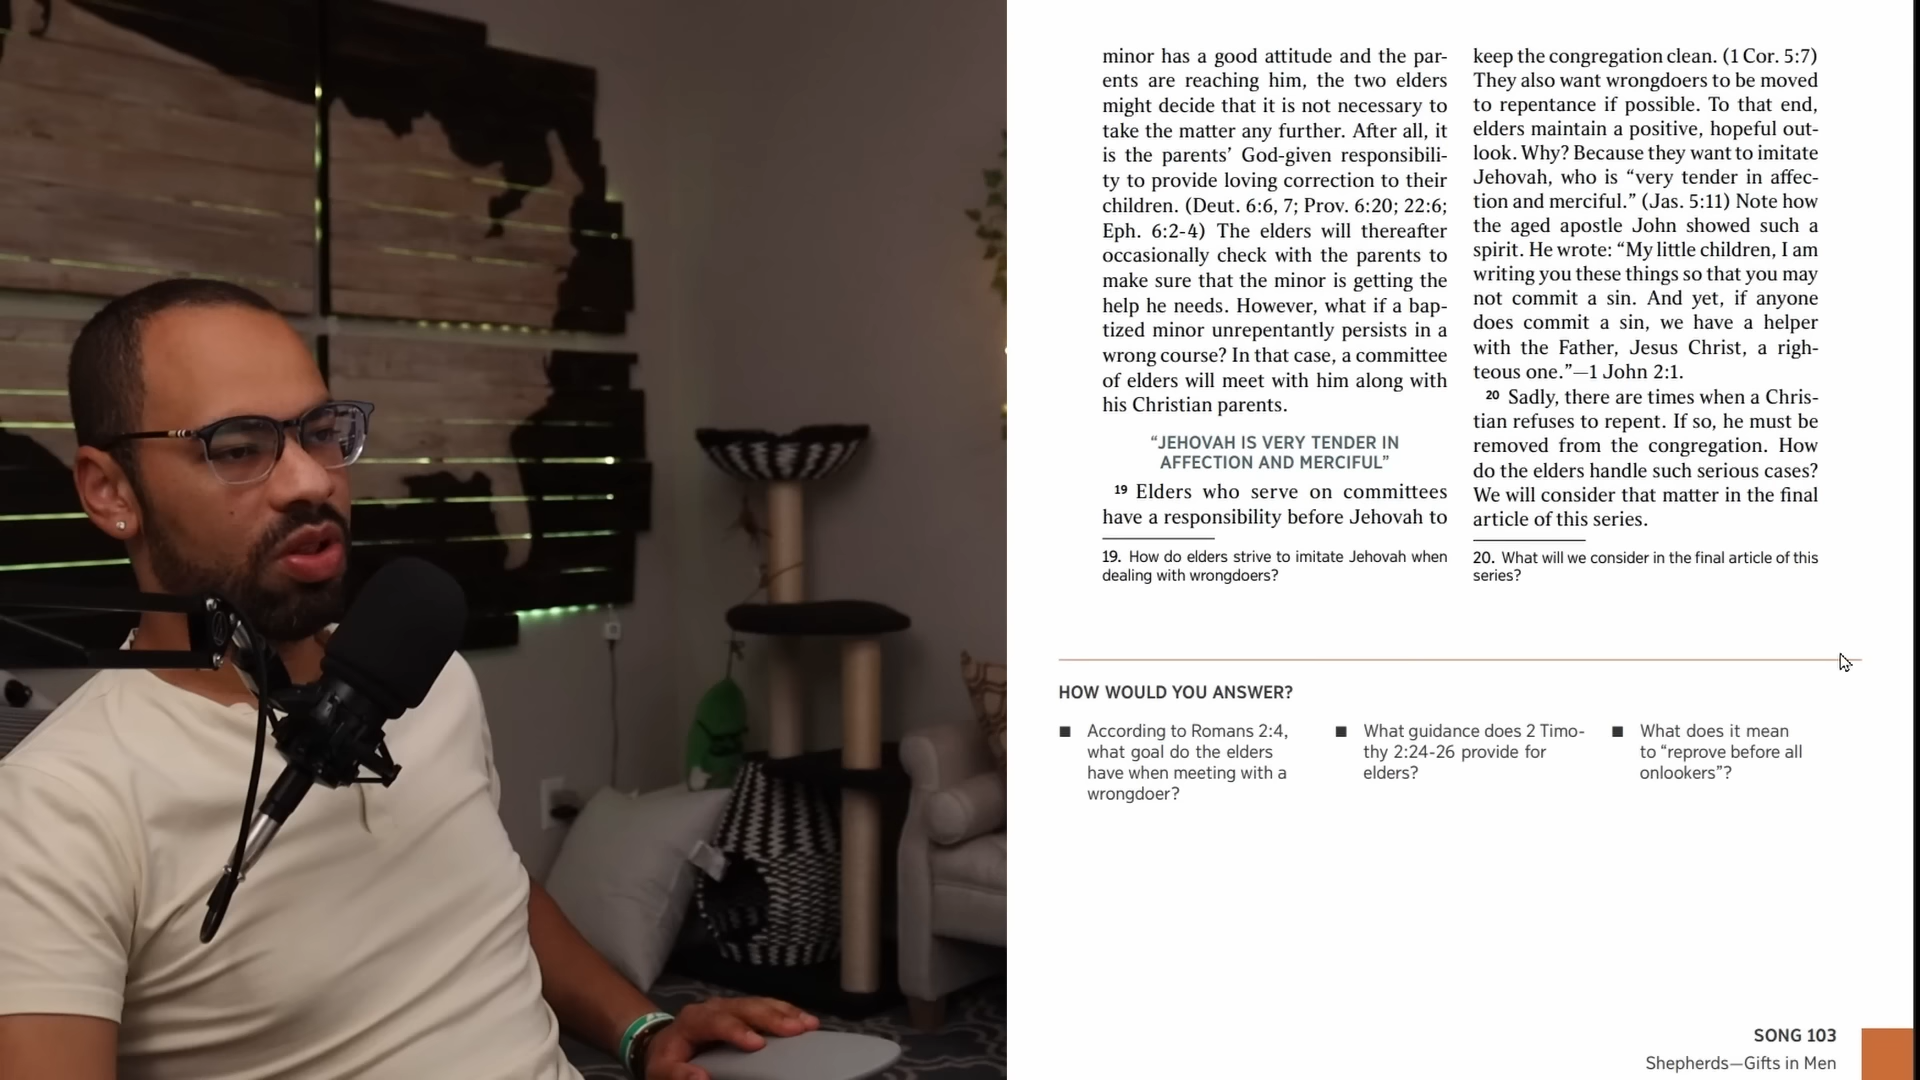 minor has a good attitude and the par-
ents are reaching him, the two elders
might decide that it is not necessary to
take the matter any further. After all, it
is the parents’ God-given responsibili-
ty to provide loving correction to their
children. (Deut. 6:6, 7; Prov. 6:20; 22:6;
Eph. 6:2-4) The elders will thereafter
occasionally check with the parents to
make sure that the minor is getting the
help he needs. However, what if a bap-
tized minor unrepentantly persists in a
wrong course? In that case, a committee
of elders will meet with him along with
his Christian parents.
“JEHOVAH IS VERY TENDER IN
AFFECTION AND MERCIFUL”
19 Elders who serve on committees
have a responsibility before Jehovah to
19. How do elders strive to imitate Jehovah when
dealing with wrongdoers?
keep the congregation clean. (1 Cor. 5:7)
They also want wrongdoers to be moved
to repentance if possible. To that end,
elders maintain a positive, hopeful out-
look. Why? Because they want to imitate
Jehovah, who is “very tender in affec-
tion and merciful.” (Jas. 5:11) Note how
the aged apostle John showed such a
spirit. He wrote: “My little children, I am
writing you these things so that you may
not commit a sin. And yet, if anyone
does commit a sin, we have a helper
with the Father, Jesus Christ, a righ-
teous one.”—1 John 2:1.
20 Sadly, there are times when a Chris-
tian refuses to repent. If so, he must be
removed from the congregation. How
do the elders handle such serious cases?
We will consider that matter in the final
article of this series.
20. What will we consider in the final article of this
series?
HOW WOULD YOU ANSWER?
■ According to Romans 2:4,
what goal do the elders
have when meeting with a
wrongdoer?
■ What guidance does 2 Timo-
thy 2:24-26 provide for
elders?
■ What does it mean
to “reprove before all
onlookers”?
SONG 103
Shepherds—Gifts in Men